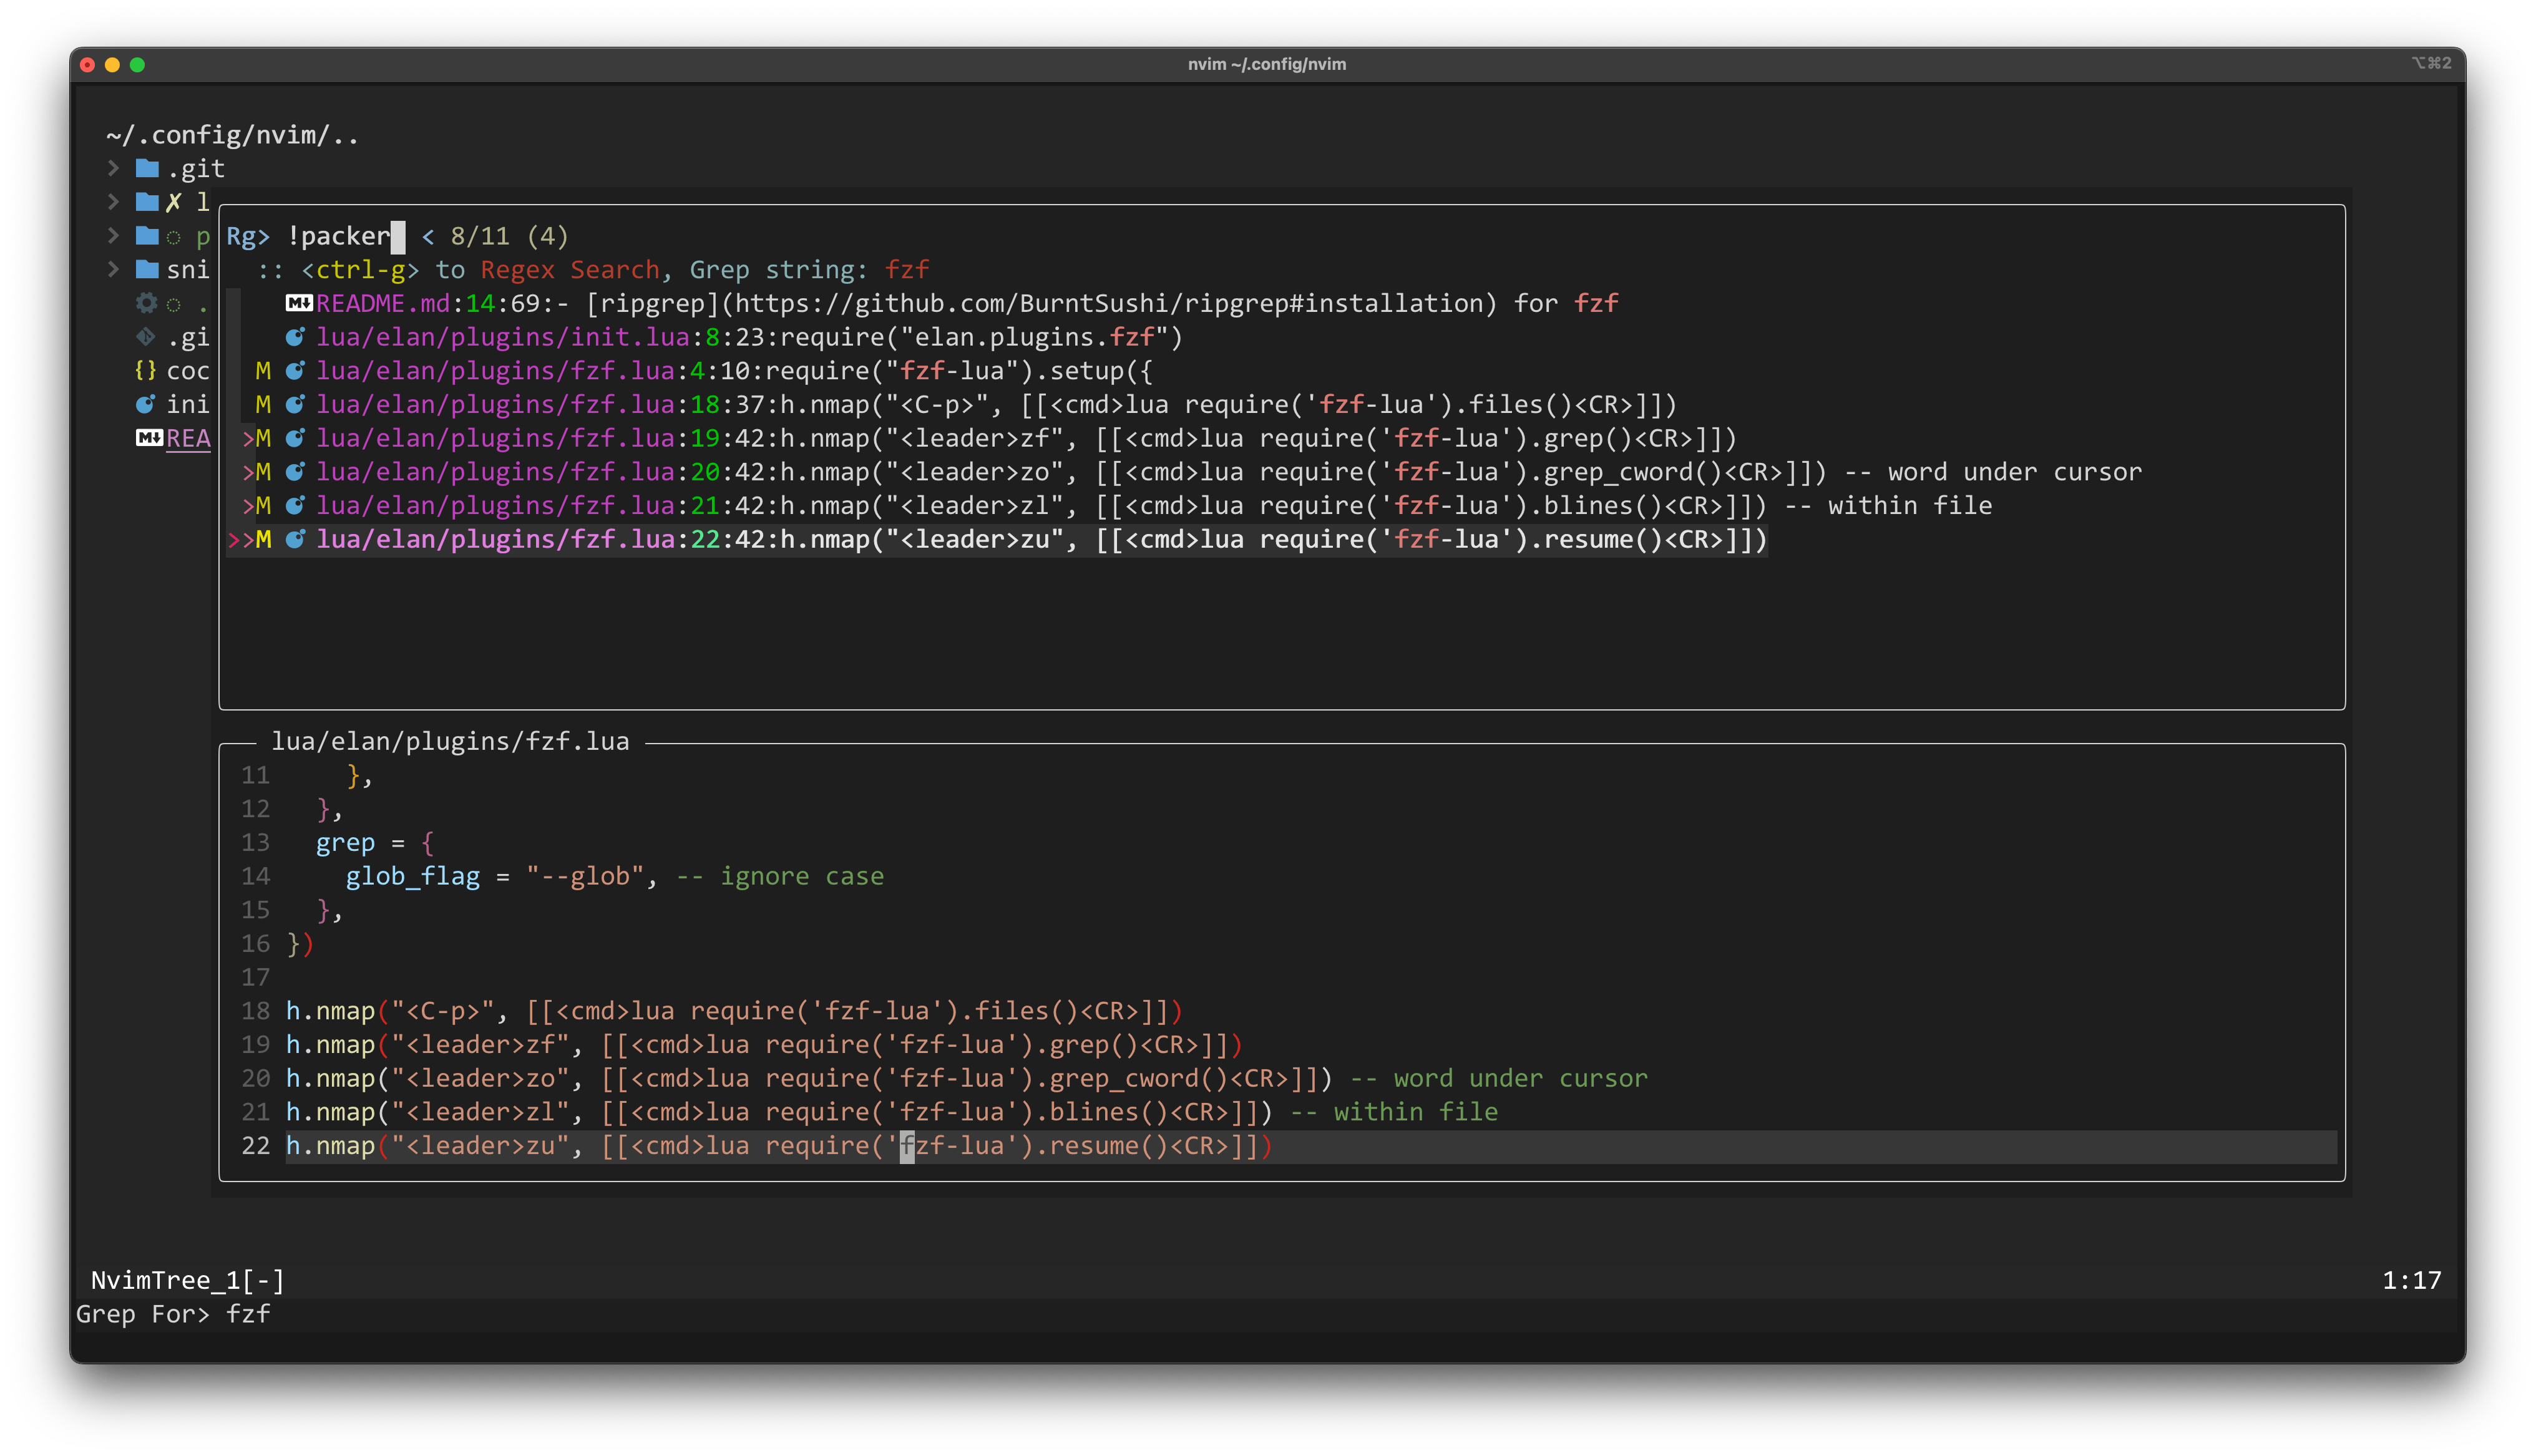 nvim ~/.config/nvim
⌥⌘2
~/.config/nvim/..
.git
✗ l
p
sni
.
.gi
{} coc
ini
M↓ REA
Rg> !packer < 8/11 (4)
:: <ctrl-g> to Regex Search, Grep string: fzf
M↓ README.md:14:69:- [ripgrep](https://github.com/BurntSushi/ripgrep#installation) for fzf
lua/elan/plugins/init.lua:8:23:require("elan.plugins.fzf")
M lua/elan/plugins/fzf.lua:4:10:require("fzf-lua").setup({
M lua/elan/plugins/fzf.lua:18:37:h.nmap("<C-p>", [[<cmd>lua require('fzf-lua').files()<CR>]])
>M lua/elan/plugins/fzf.lua:19:42:h.nmap("<leader>zf", [[<cmd>lua require('fzf-lua').grep()<CR>]])
>M lua/elan/plugins/fzf.lua:20:42:h.nmap("<leader>zo", [[<cmd>lua require('fzf-lua').grep_cword()<CR>]]) -- word under cursor
>M lua/elan/plugins/fzf.lua:21:42:h.nmap("<leader>zl", [[<cmd>lua require('fzf-lua').blines()<CR>]]) -- within file
>>M lua/elan/plugins/fzf.lua:22:42:h.nmap("<leader>zu", [[<cmd>lua require('fzf-lua').resume()<CR>]])
lua/elan/plugins/fzf.lua
11 },
12 },
13 grep = {
14 glob_flag = "--glob", -- ignore case
15 },
16 })
17
18 h.nmap("<C-p>", [[<cmd>lua require('fzf-lua').files()<CR>]])
19 h.nmap("<leader>zf", [[<cmd>lua require('fzf-lua').grep()<CR>]])
20 h.nmap("<leader>zo", [[<cmd>lua require('fzf-lua').grep_cword()<CR>]]) -- word under cursor
21 h.nmap("<leader>zl", [[<cmd>lua require('fzf-lua').blines()<CR>]]) -- within file
22 h.nmap("<leader>zu", [[<cmd>lua require('fzf-lua').resume()<CR>]])
NvimTree_1[-]
1:17
Grep For> fzf